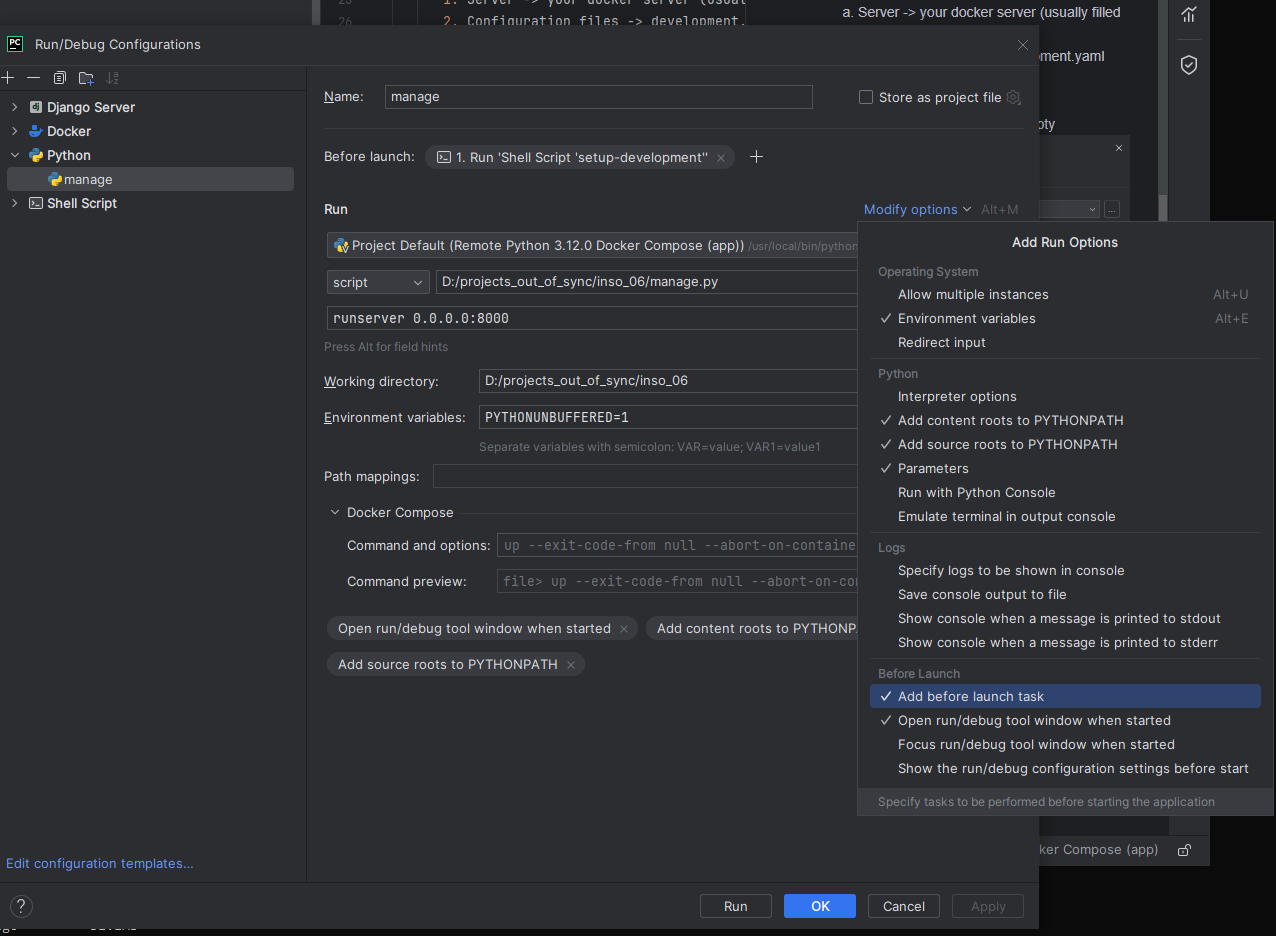 25
1. Server -> your docker server (usual
26
2. Configuration files -> development.
a. Server -> your docker server (usually filled
PC Run/Debug Configurations
pment.yaml
Name: manage
Store as project file
Django Server
Docker
Python
manage
Shell Script
Before launch: 1. Run 'Shell Script 'setup-development''
Run
Modify options Alt+M
Project Default (Remote Python 3.12.0 Docker Compose (app)) /usr/local/bin/python
script D:/projects_out_of_sync/inso_06/manage.py
runserver 0.0.0.0:8000
Press Alt for field hints
Working directory: D:/projects_out_of_sync/inso_06
Environment variables: PYTHONUNBUFFERED=1
Separate variables with semicolon: VAR=value; VAR1=value1
Path mappings:
Docker Compose
Command and options: up --exit-code-from null --abort-on-containe
Command preview: file> up --exit-code-from null --abort-on-co
Open run/debug tool window when started
Add content roots to PYTHONP
Add source roots to PYTHONPATH
Add Run Options
Operating System
Allow multiple instances Alt+U
Environment variables Alt+E
Redirect input
Python
Interpreter options
Add content roots to PYTHONPATH
Add source roots to PYTHONPATH
Parameters
Run with Python Console
Emulate terminal in output console
Logs
Specify logs to be shown in console
Save console output to file
Show console when a message is printed to stdout
Show console when a message is printed to stderr
Before Launch
Add before launch task
Open run/debug tool window when started
Focus run/debug tool window when started
Show the run/debug configuration settings before start
Specify tasks to be performed before starting the application
ker Compose (app)
Edit configuration templates...
?
Run
OK
Cancel
Apply